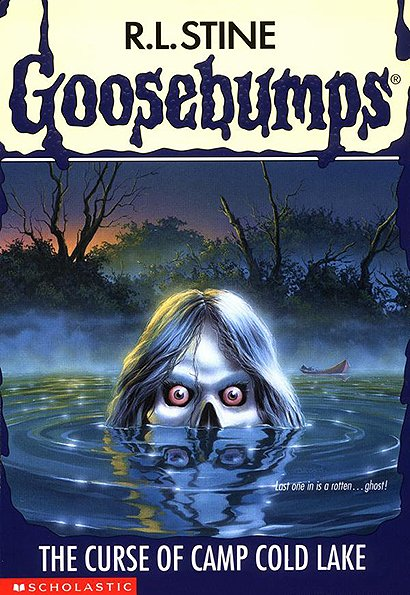 R.L. STINE
Goosebumps®
Last one in is a rotten...ghost!
THE CURSE OF CAMP COLD LAKE
SCHOLASTIC